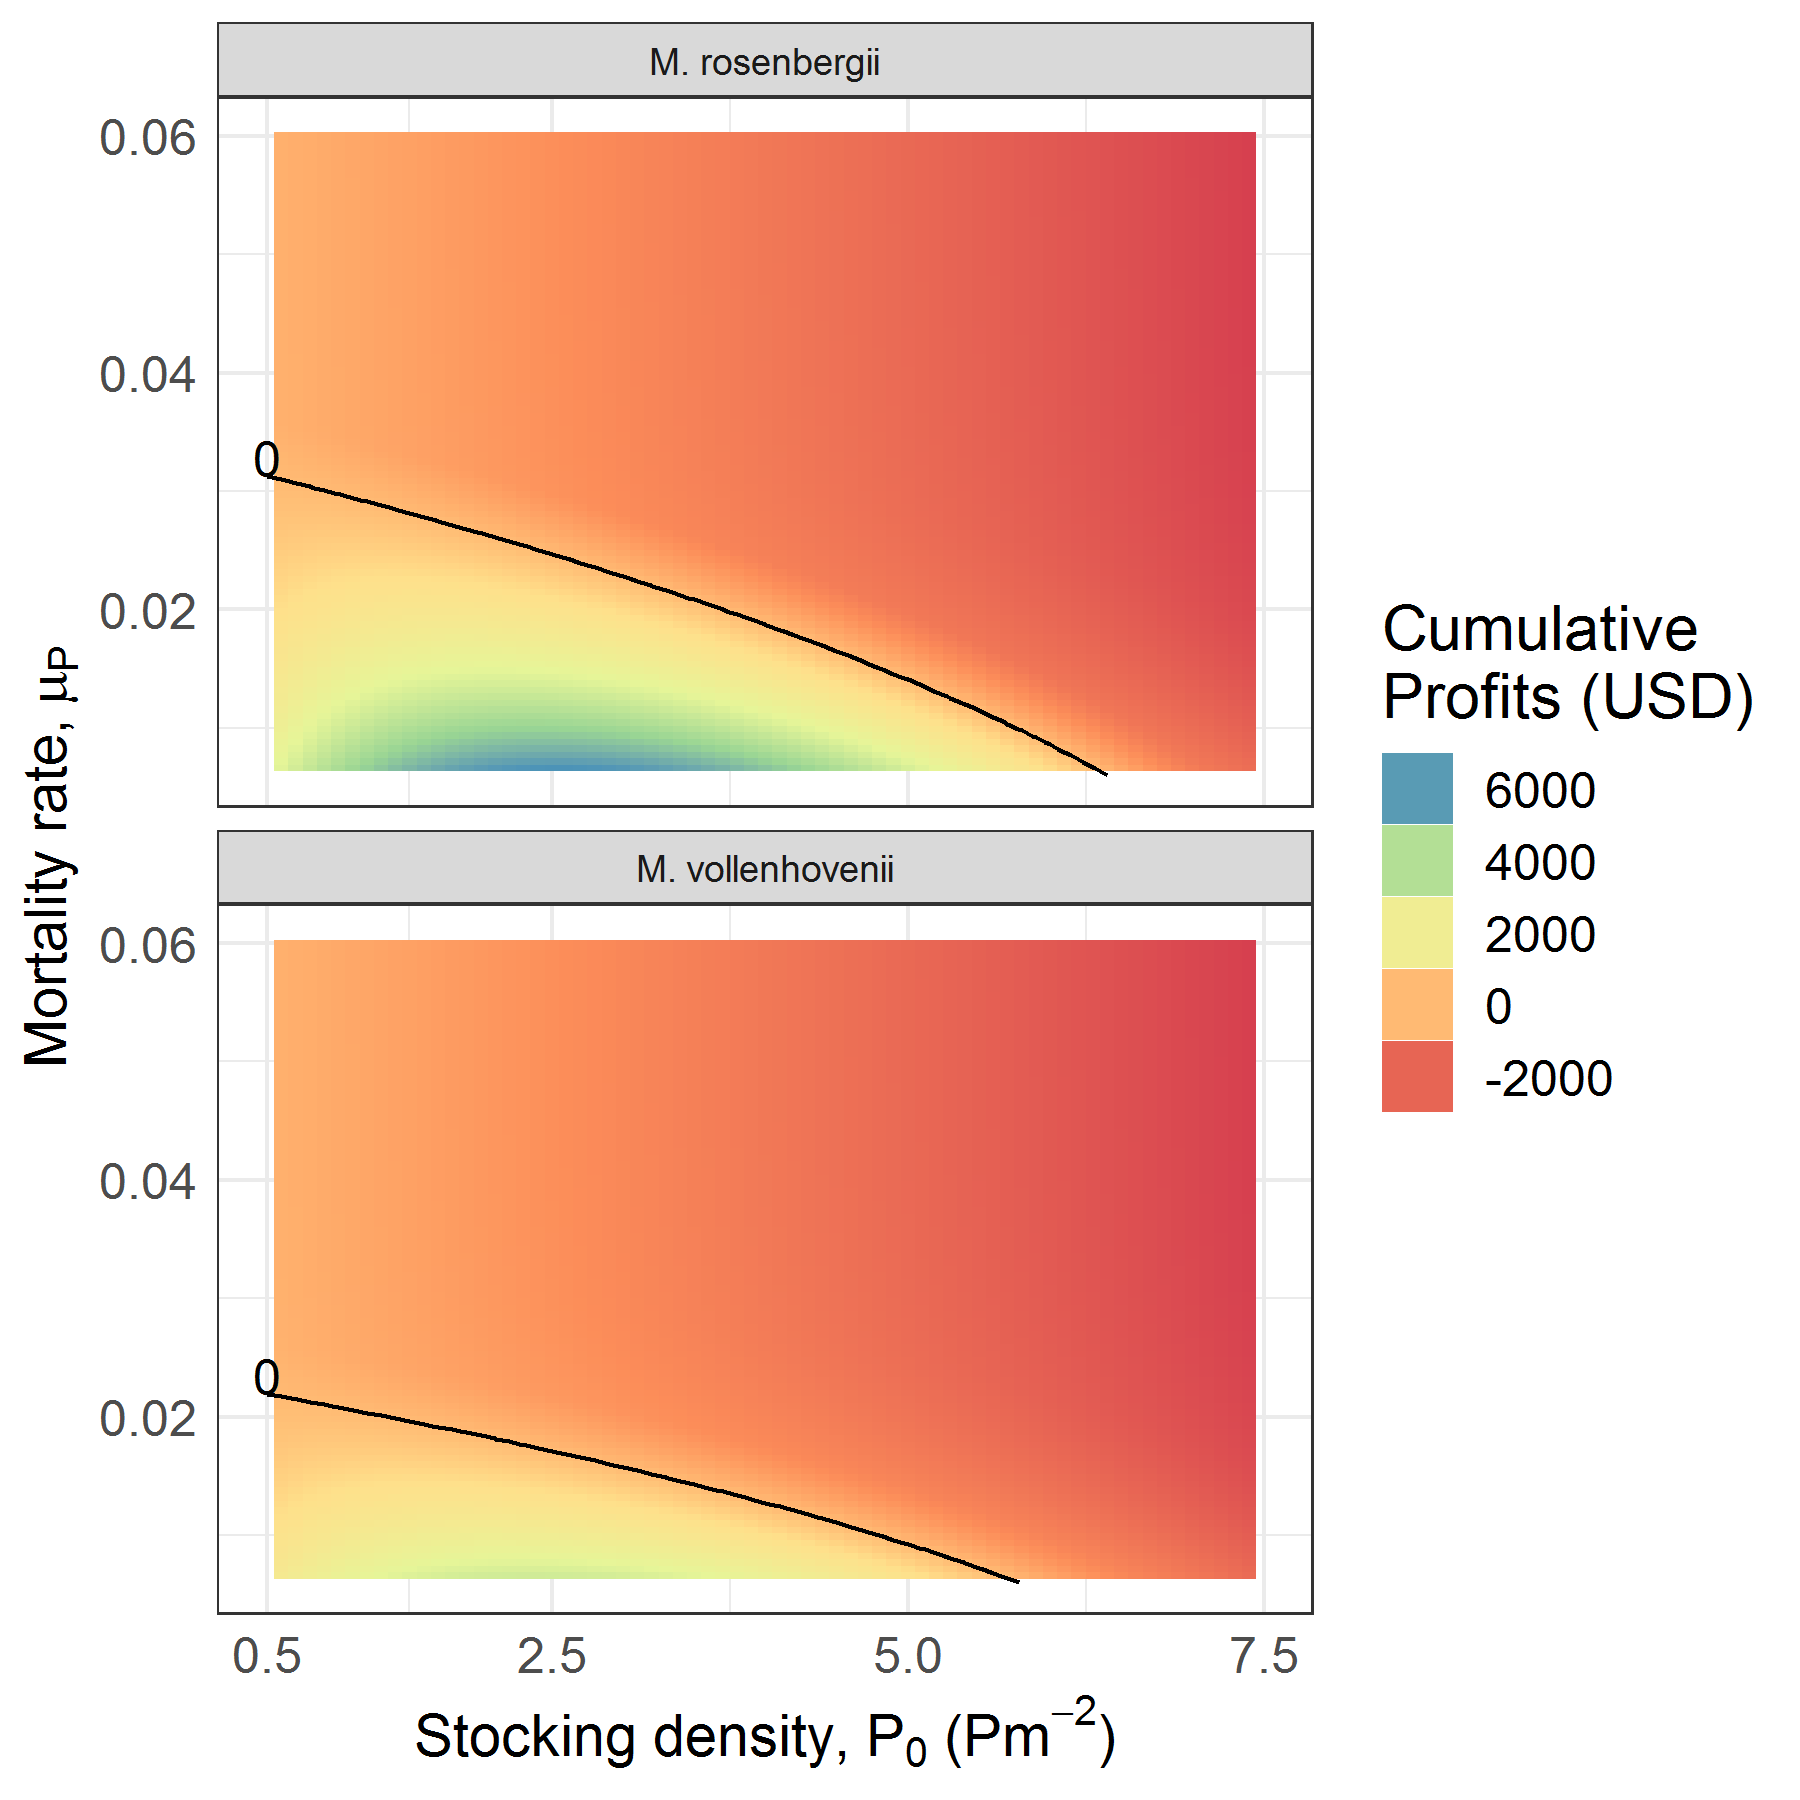 M. rosenbergii
0.06
0.04
0.02
0
M. vollenhovenii
0.06
0.04
0.02
0
0.5 2.5 5.0 7.5
Stocking density, P₀ (Pm⁻²)
Mortality rate, μP
Cumulative
Profits (USD)
6000
4000
2000
0
-2000